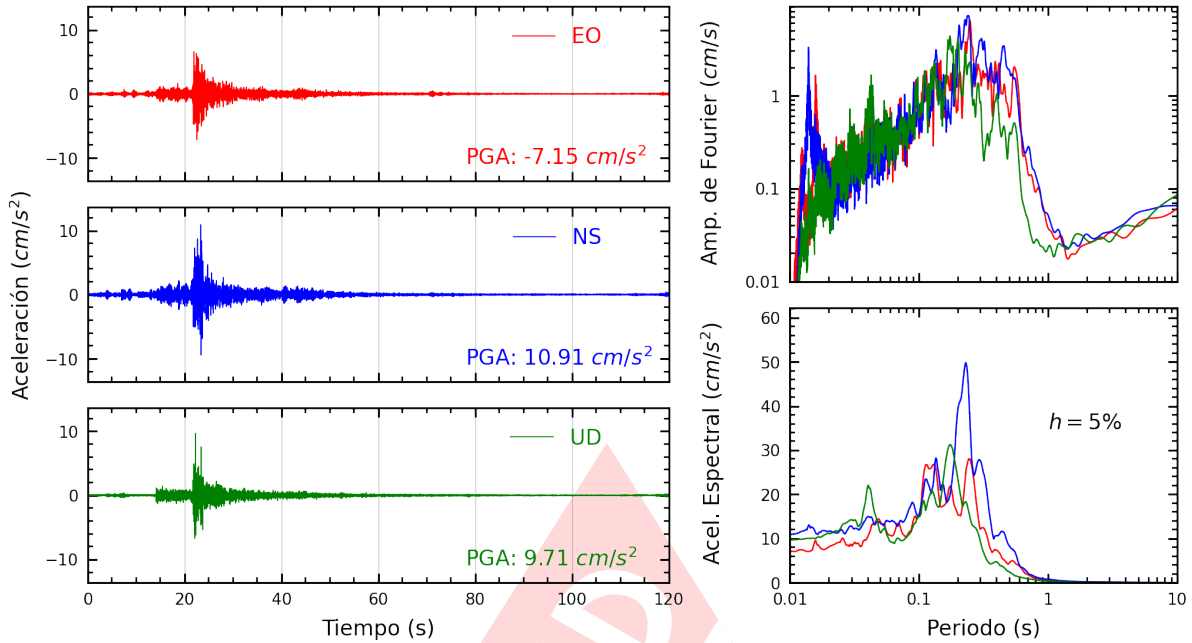 Aceleración (cm/s²)
10
0
−10
EO
PGA: -7.15 cm/s²
10
0
−10
NS
PGA: 10.91 cm/s²
10
0
−10
UD
PGA: 9.71 cm/s²
0 20 40 60 80 100 120
Tiempo (s)
Amp. de Fourier (cm/s)
1
0.1
0.01
Acel. Espectral (cm/s²)
60
50
40
30
20
10
0
h = 5%
0.01 0.1 1 10
Periodo (s)